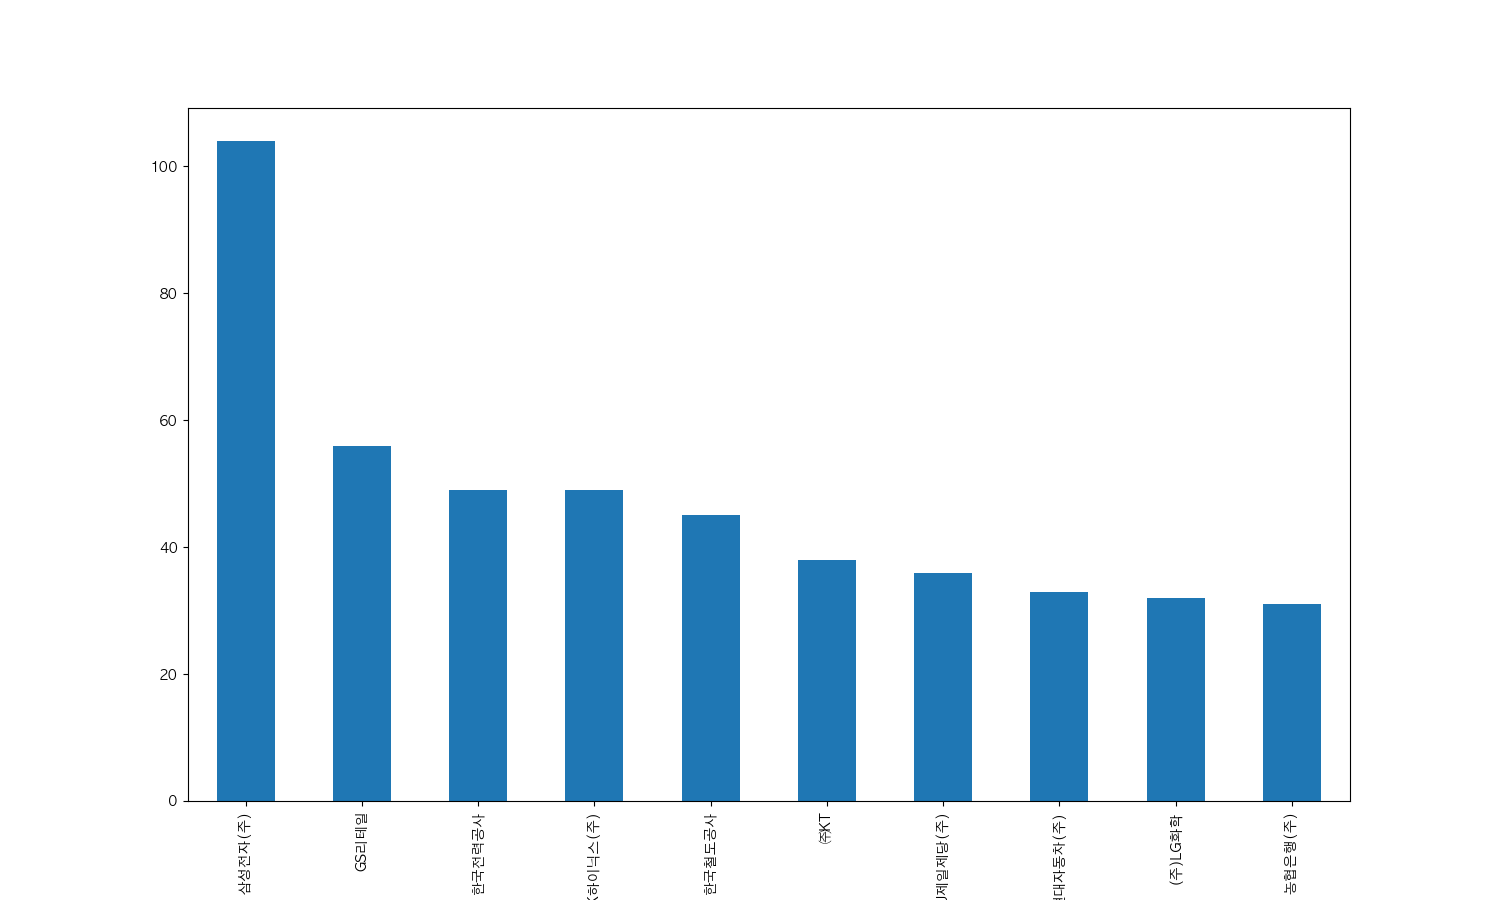 100
80
60
40
20
0
삼성전자(주)
GS리테일
한국전력공사
하이닉스(주)
한국철도공사
㈜KT
제일제당(주)
대자동차(주)
(주)LG화학
농협은행(주)